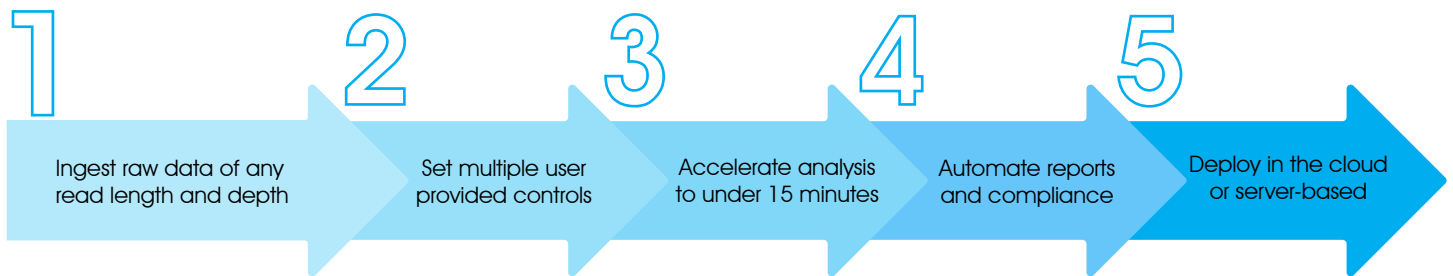 1
Ingest raw data of any
read length and depth
2
Set multiple user
provided controls
3
Accelerate analysis
to under 15 minutes
4
Automate reports
and compliance
5
Deploy in the cloud
or server-based